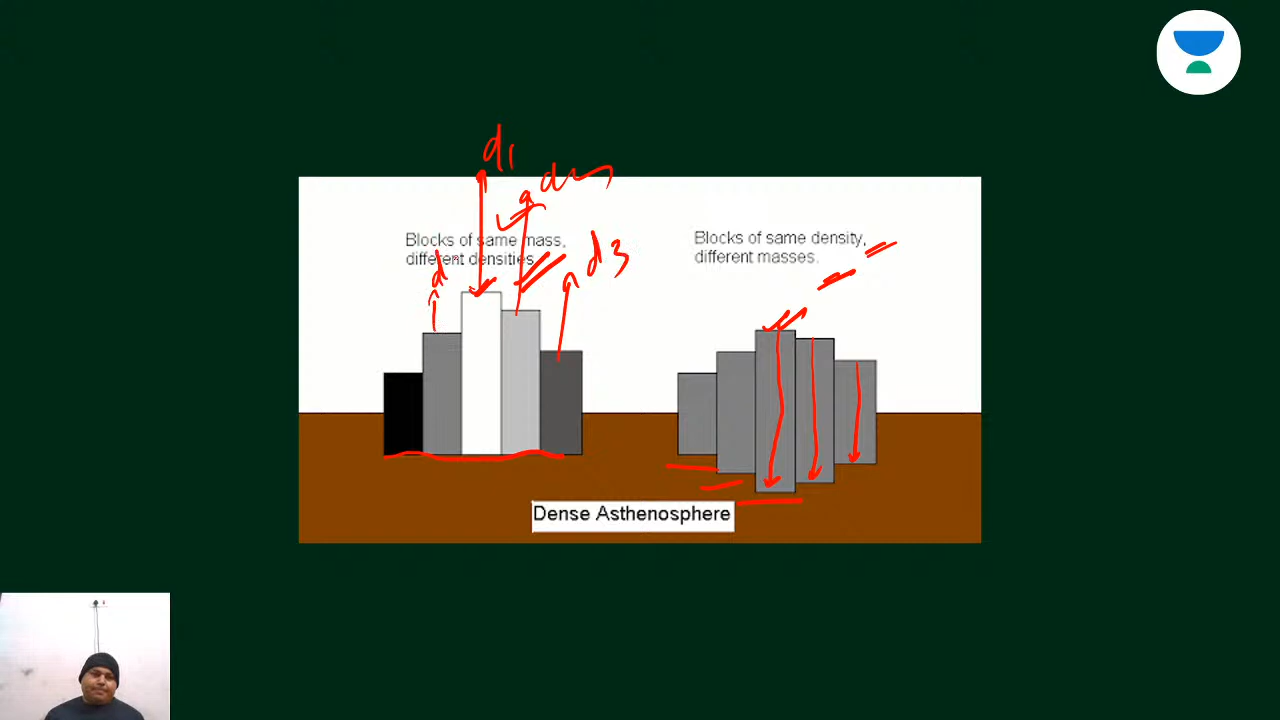 d1
Blocks of same mass,
different densities.
d
d3
Blocks of same density,
different masses.
Dense Asthenosphere